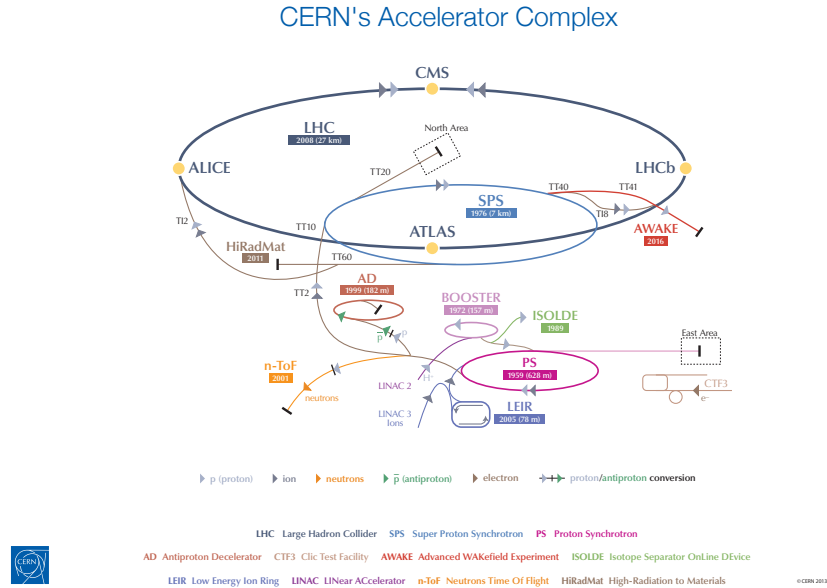 CERN's Accelerator Complex
CMS
LHC
2008 (27 km)
North Area
ALICE
LHCb
TT20
TT40
TT41
SPS
1976 (7 km)
TI2
TT10
TI8
ATLAS
AWAKE
2016
HiRadMat
2011
TT60
AD
1999 (182 m)
TT2
BOOSTER
1972 (157 m)
ISOLDE
1989
p
p̅
East Area
n-ToF
2001
PS
1959 (628 m)
H⁻
LINAC 2
neutrons
CTF3
e⁻
LINAC 3
Ions
LEIR
2005 (78 m)
p (proton) ion neutrons p̅ (antiproton) electron proton/antiproton conversion
LHC Large Hadron Collider SPS Super Proton Synchrotron PS Proton Synchrotron
AD Antiproton Decelerator CTF3 Clic Test Facility AWAKE Advanced WAKefield Experiment ISOLDE Isotope Separator OnLine DEvice
LEIR Low Energy Ion Ring LINAC LINear ACcelerator n-ToF Neutrons Time Of Flight HiRadMat High-Radiation to Materials
CERN
© CERN 2013